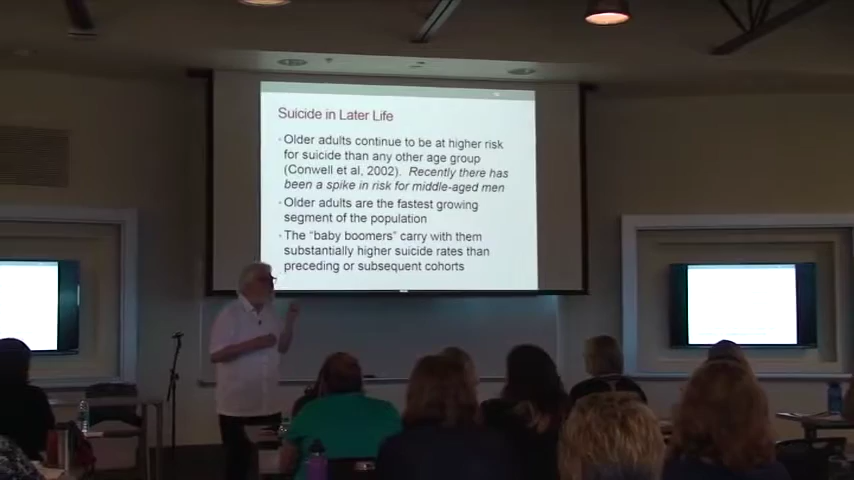 Suicide in Later Life
• Older adults continue to be at higher risk
for suicide than any other age group
(Conwell et al, 2002). Recently there has
been a spike in risk for middle-aged men
• Older adults are the fastest growing
segment of the population
• The “baby boomers” carry with them
substantially higher suicide rates than
preceding or subsequent cohorts